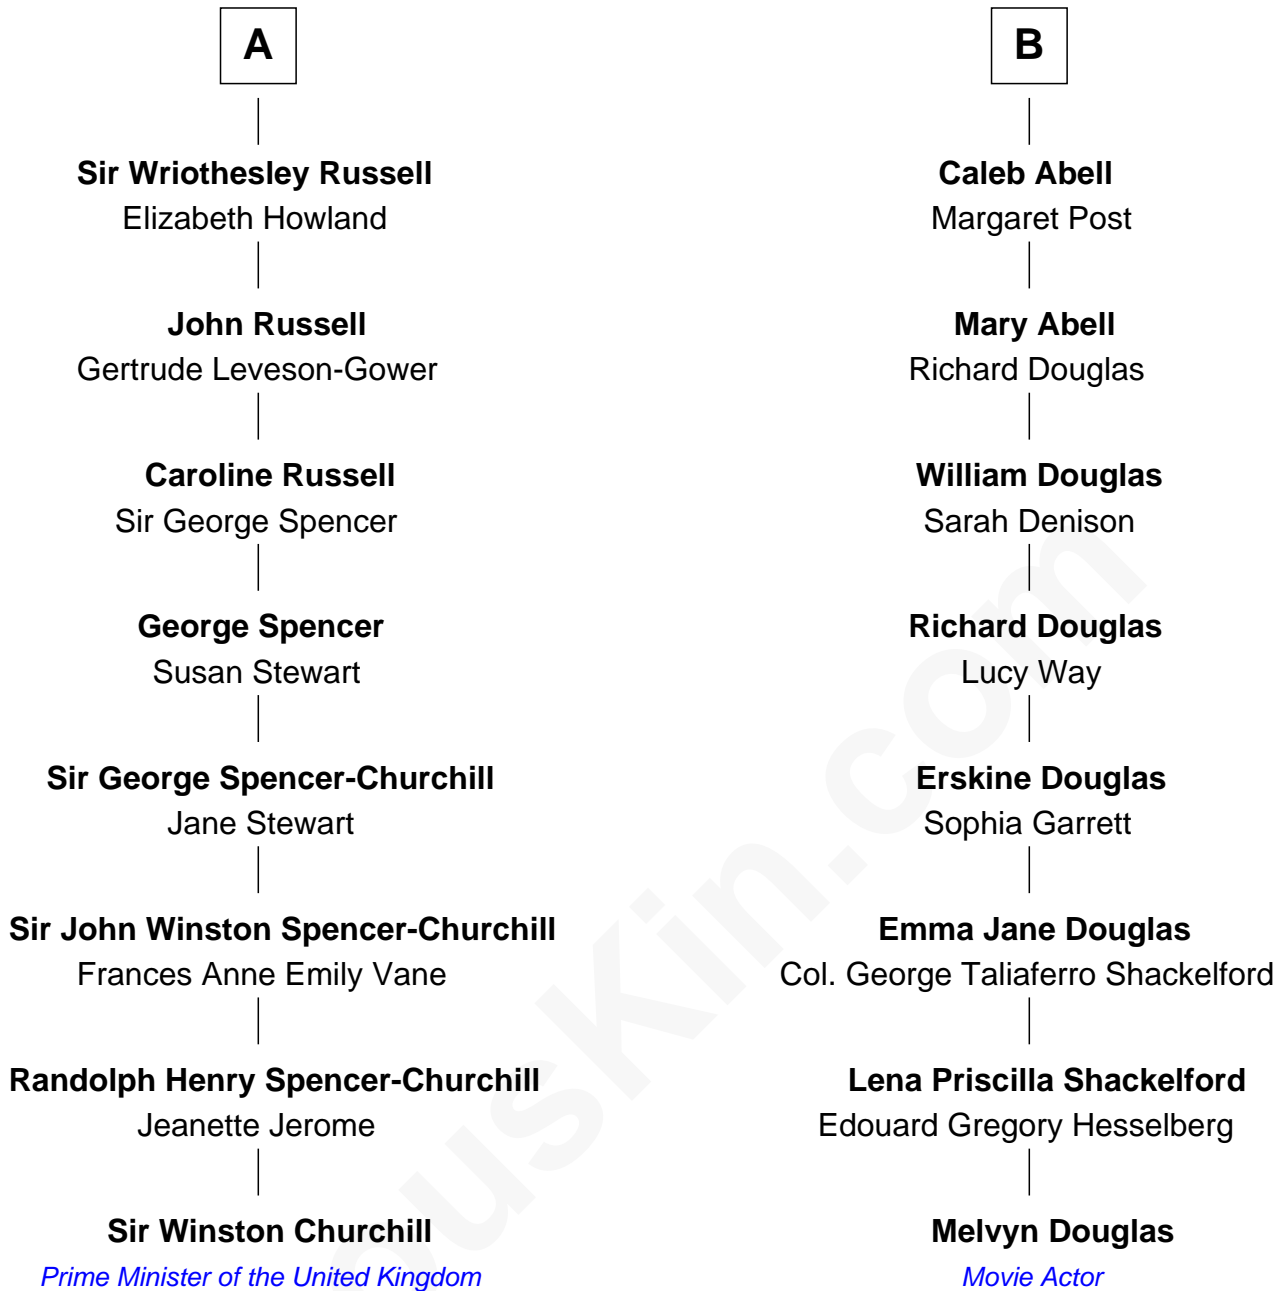 A
Sir Wriothesley Russell
Elizabeth Howland
John Russell
Gertrude Leveson-Gower
Caroline Russell
Sir George Spencer
George Spencer
Susan Stewart
Sir George Spencer-Churchill
Jane Stewart
Sir John Winston Spencer-Churchill
Frances Anne Emily Vane
Randolph Henry Spencer-Churchill
Jeanette Jerome
Sir Winston Churchill
Prime Minister of the United Kingdom
B
Caleb Abell
Margaret Post
Mary Abell
Richard Douglas
William Douglas
Sarah Denison
Richard Douglas
Lucy Way
Erskine Douglas
Sophia Garrett
Emma Jane Douglas
Col. George Taliaferro Shackelford
Lena Priscilla Shackelford
Edouard Gregory Hesselberg
Melvyn Douglas
Movie Actor
ousKin.com